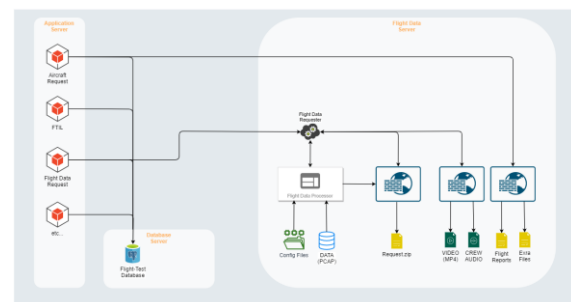 Application
Server
Flight Data
Server
Aircraft
Request
FTIL
Flight Data
Requester
Flight Data
Request
Flight Data Processor
etc...
Database
Server
Flight-Test
Database
Config Files
DATA
(PCAP)
Request.zip
VIDEO
(MP4)
CREW
AUDIO
Flight
Reports
Extra
Files